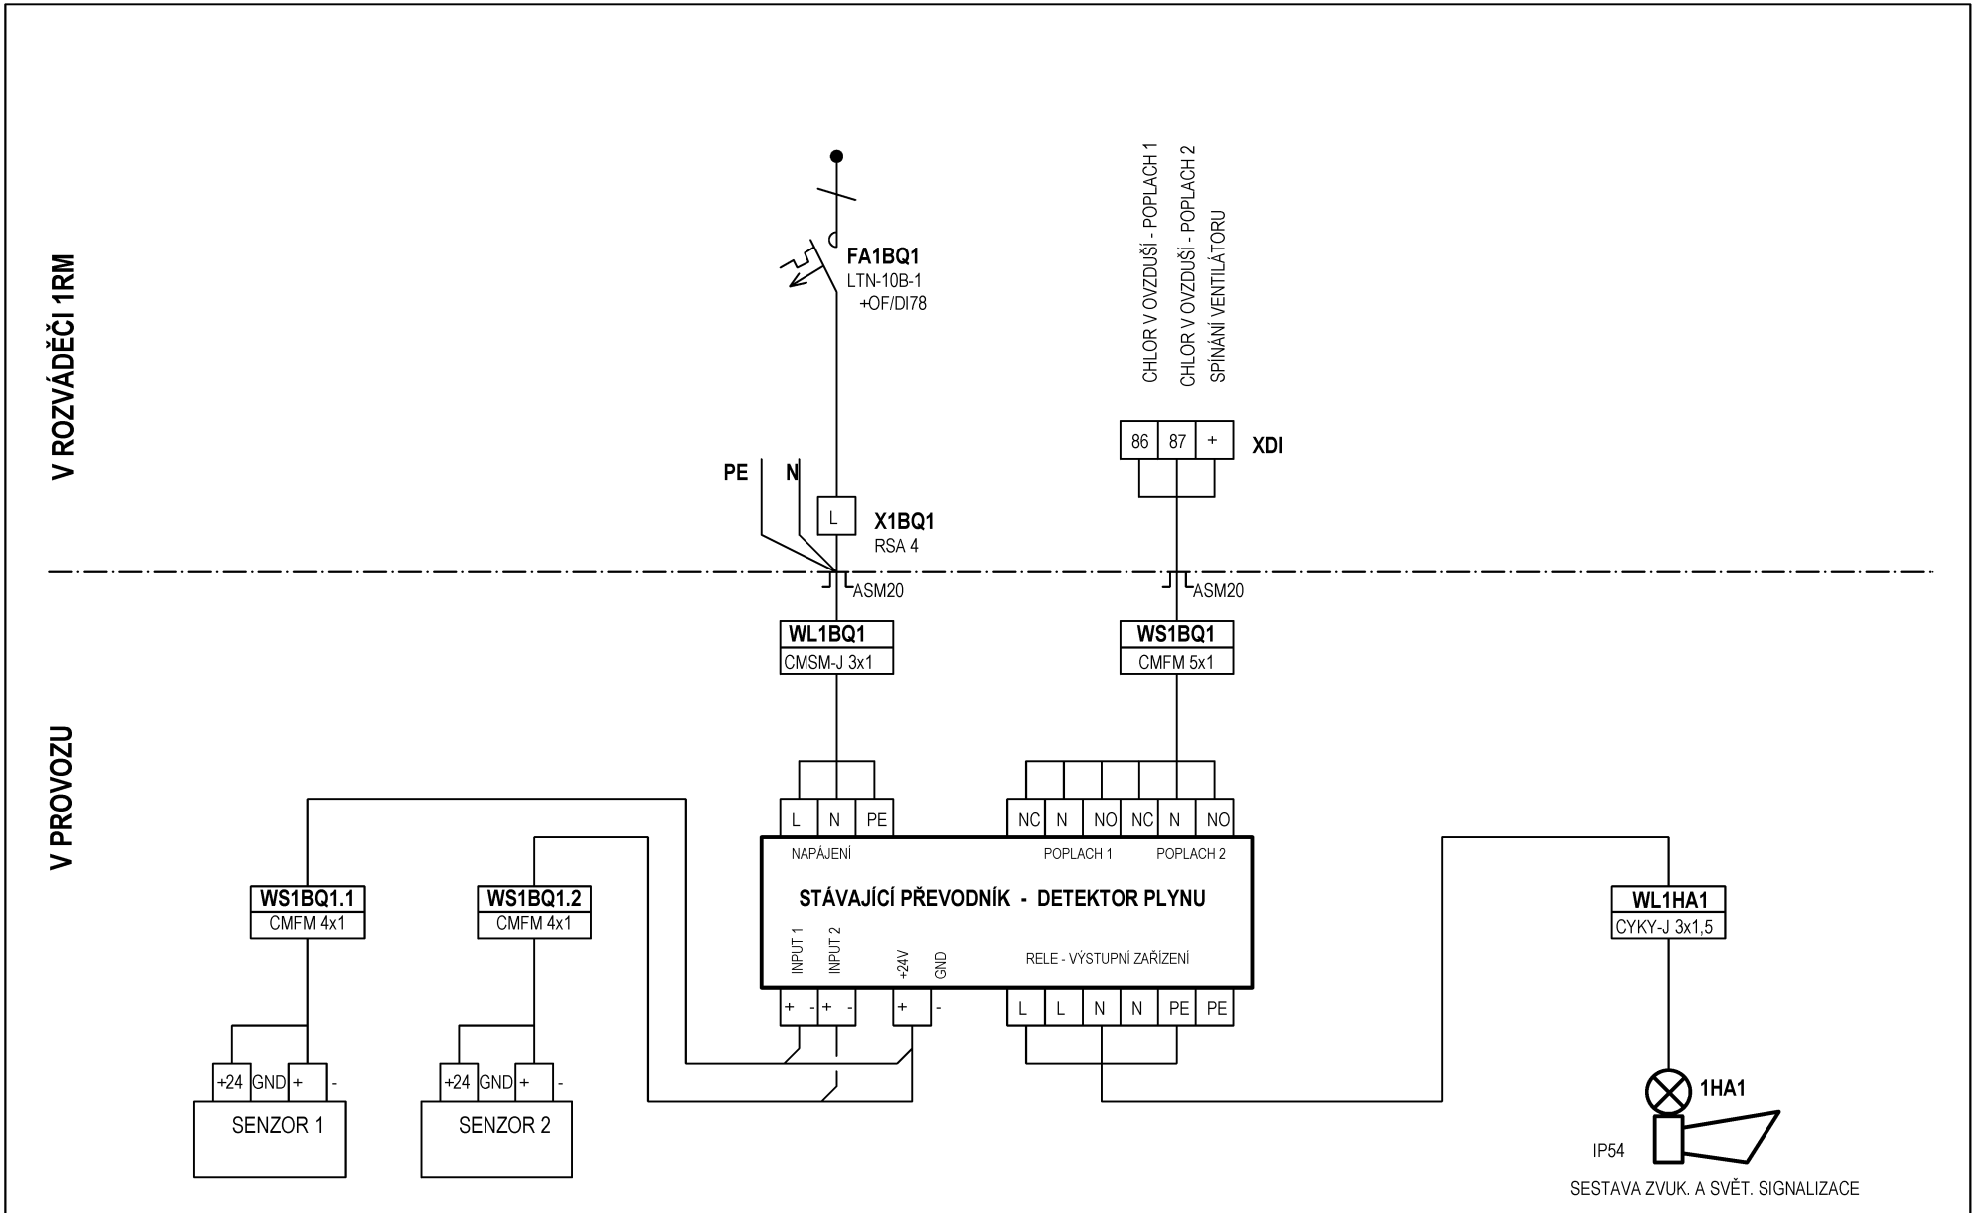 V ROZVÁDĚČI 1RM
CHLOR V OVZDUŠÍ - POPLACH 1
CHLOR V OVZDUŠÍ - POPLACH 2
SPÍNÁNÍ VENTILÁTORU
FA1BQ1
LTN-10B-1
+OF/DI78
86 87 + XDI
PE N
L X1BQ1
RSA 4
ASM20 ASM20
V PROVOZU
WL1BQ1
CMSM-J 3x1
WS1BQ1
CMFM 5x1
L N PE NC N NO NC N NO
NAPÁJENÍ POPLACH 1 POPLACH 2
STÁVAJÍCÍ PŘEVODNÍK - DETEKTOR PLYNU
INPUT 1
INPUT 2
+24V
GND
RELE - VÝSTUPNÍ ZAŘÍZENÍ
+ - + - + - L L N N PE PE
WS1BQ1.1
CMFM 4x1
WS1BQ1.2
CMFM 4x1
WL1HA1
CYKY-J 3x1,5
+24 GND + -
SENZOR 1
+24 GND + -
SENZOR 2
1HA1
IP54
SESTAVA ZVUK. A SVĚT. SIGNALIZACE